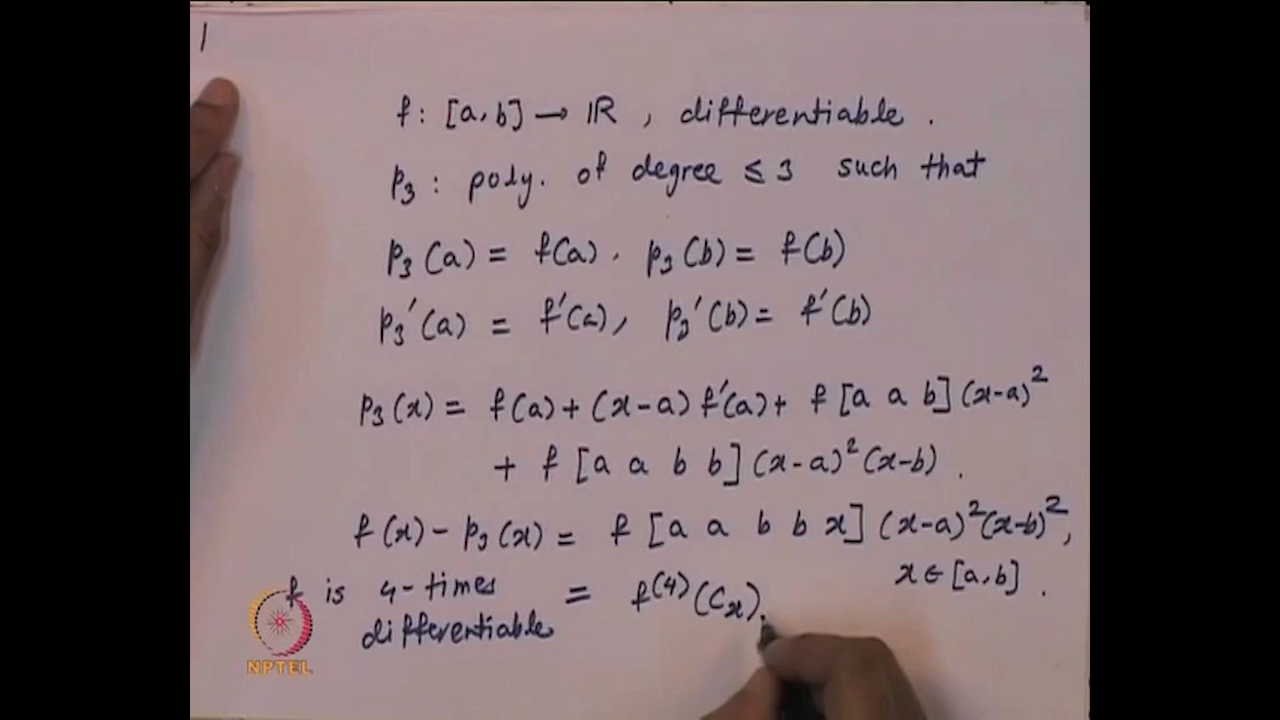 1
f : [a, b] → IR , differentiable .
p₃ : poly. of degree ≤ 3 such that
p₃(a) = f(a) . p₃(b) = f(b)
p₃'(a) = f'(a), p₃'(b) = f'(b)
p₃(x) = f(a) + (x-a) f'(a) + f [a a b] (x-a)²
+ f [a a b b] (x-a)² (x-b) .
f(x) - p₃(x) = f [a a b b x] (x-a)² (x-b)² ,
x ∈ [a, b] .
f is 4-times
differentiable
= f⁽⁴⁾(cₓ).
NPTEL